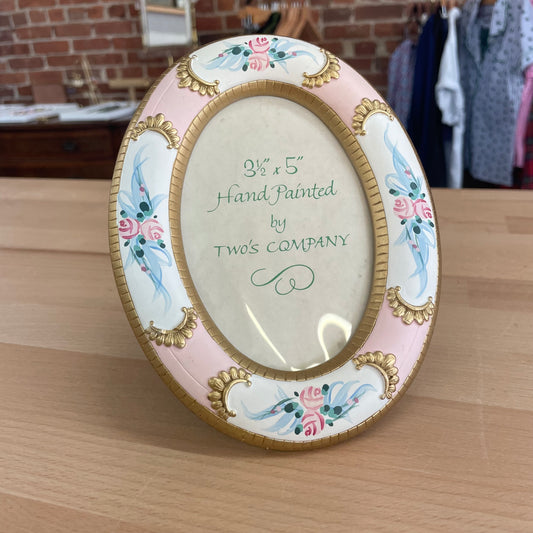 3½" x 5"
Hand Painted
by
TWO'S COMPANY